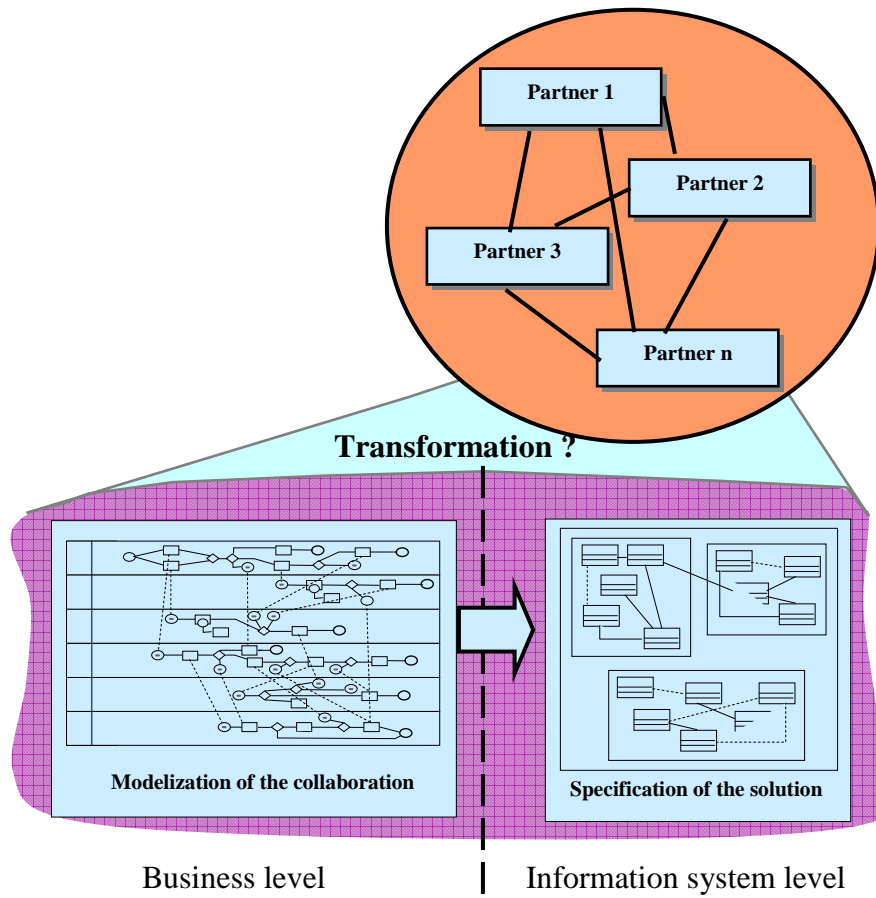 Partner 1
Partner 2
Partner 3
Partner n
Transformation ?
Modelization of the collaboration
Specification of the solution
Business level
Information system level